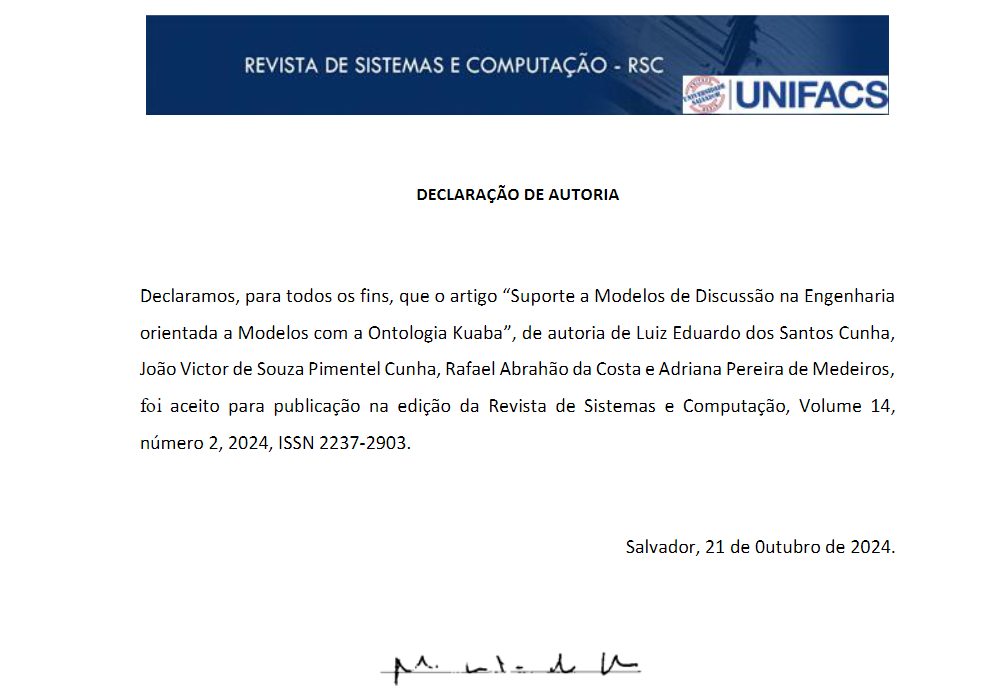 REVISTA DE SISTEMAS E COMPUTAÇÃO - RSC
UNIVERSIDADE SALVADOR
UNIFACS
DECLARAÇÃO DE AUTORIA
Declaramos, para todos os fins, que o artigo “Suporte a Modelos de Discussão na Engenharia
orientada a Modelos com a Ontologia Kuaba”, de autoria de Luiz Eduardo dos Santos Cunha,
João Victor de Souza Pimentel Cunha, Rafael Abrahão da Costa e Adriana Pereira de Medeiros,
foi aceito para publicação na edição da Revista de Sistemas e Computação, Volume 14,
número 2, 2024, ISSN 2237-2903.
Salvador, 21 de 0utubro de 2024.